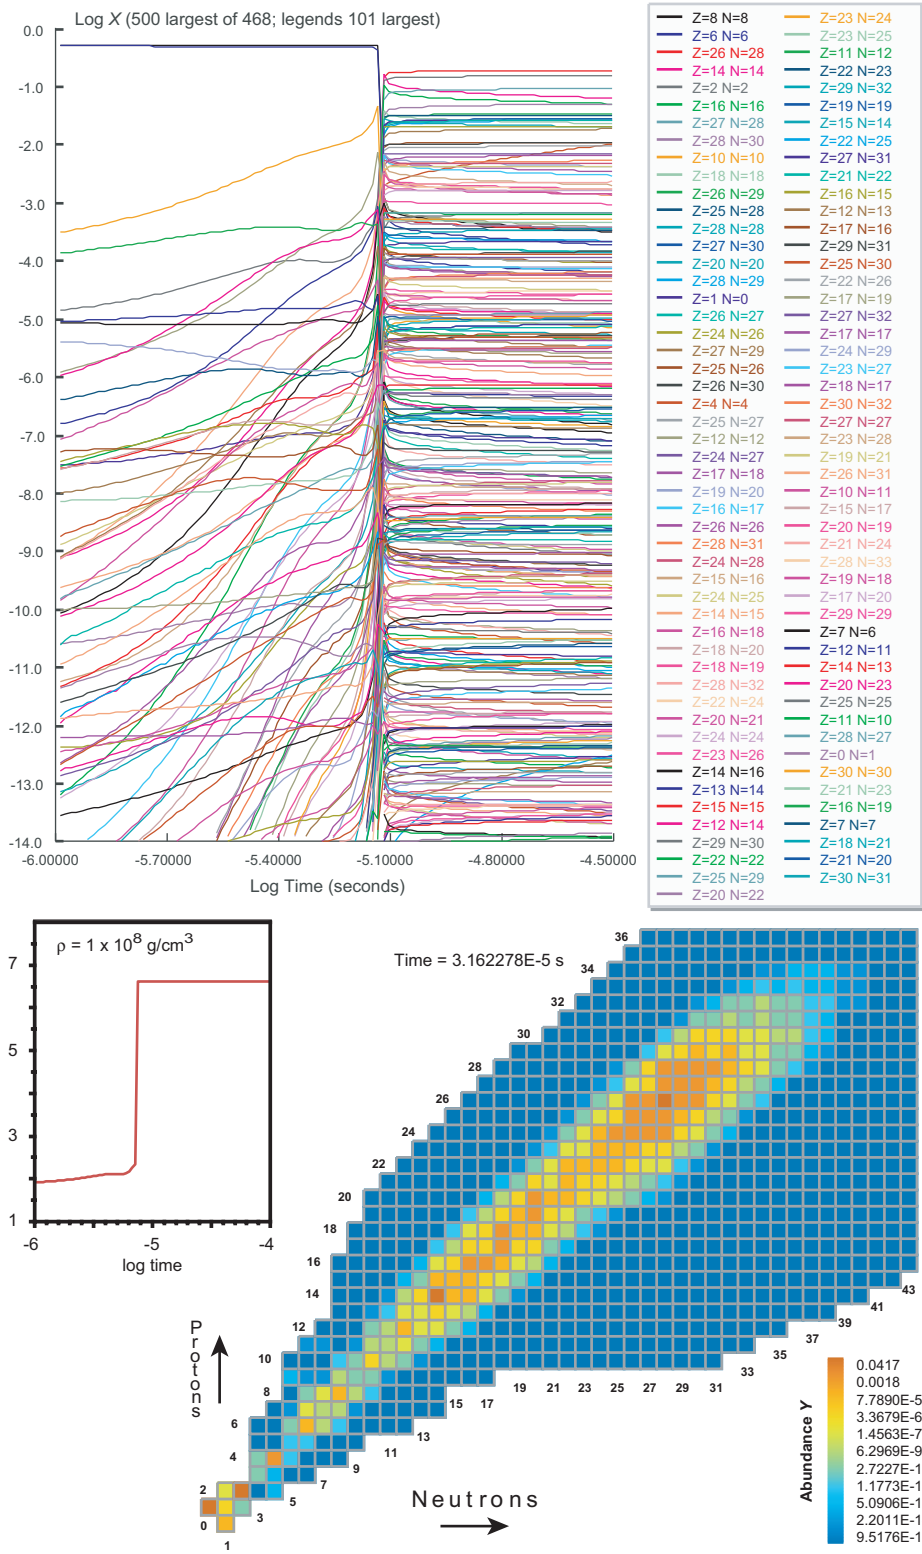 Log X (500 largest of 468; legends 101 largest)
0.0
-1.0
-2.0
-3.0
-4.0
-5.0
-6.0
-7.0
-8.0
-9.0
-10.0
-11.0
-12.0
-13.0
-14.0
-6.00000
-5.70000
-5.40000
-5.10000
-4.80000
-4.50000
Log Time (seconds)
Z=8 N=8
Z=6 N=6
Z=26 N=28
Z=14 N=14
Z=2 N=2
Z=16 N=16
Z=27 N=28
Z=28 N=30
Z=10 N=10
Z=18 N=18
Z=26 N=29
Z=25 N=28
Z=28 N=28
Z=27 N=30
Z=20 N=20
Z=28 N=29
Z=1 N=0
Z=26 N=27
Z=24 N=26
Z=27 N=29
Z=25 N=26
Z=26 N=30
Z=4 N=4
Z=25 N=27
Z=12 N=12
Z=24 N=27
Z=17 N=18
Z=19 N=20
Z=16 N=17
Z=26 N=26
Z=28 N=31
Z=24 N=28
Z=15 N=16
Z=24 N=25
Z=14 N=15
Z=16 N=18
Z=18 N=20
Z=18 N=19
Z=28 N=32
Z=22 N=24
Z=20 N=21
Z=24 N=24
Z=23 N=26
Z=14 N=16
Z=13 N=14
Z=15 N=15
Z=12 N=14
Z=29 N=30
Z=22 N=22
Z=25 N=29
Z=20 N=22
Z=23 N=24
Z=23 N=25
Z=11 N=12
Z=22 N=23
Z=29 N=32
Z=19 N=19
Z=15 N=14
Z=22 N=25
Z=27 N=31
Z=21 N=22
Z=16 N=15
Z=12 N=13
Z=17 N=16
Z=29 N=31
Z=25 N=30
Z=22 N=26
Z=17 N=19
Z=27 N=32
Z=17 N=17
Z=24 N=29
Z=23 N=27
Z=18 N=17
Z=30 N=32
Z=27 N=27
Z=23 N=28
Z=19 N=21
Z=26 N=31
Z=10 N=11
Z=15 N=17
Z=20 N=19
Z=21 N=24
Z=28 N=33
Z=19 N=18
Z=17 N=20
Z=29 N=29
Z=7 N=6
Z=12 N=11
Z=14 N=13
Z=20 N=23
Z=25 N=25
Z=11 N=10
Z=28 N=27
Z=0 N=1
Z=30 N=30
Z=21 N=23
Z=16 N=19
Z=7 N=7
Z=18 N=21
Z=21 N=20
Z=30 N=31
ρ = 1 x 10⁸ g/cm³
7
5
3
1
-6
-5
-4
log time
Time = 3.162278E-5 s
36
34
32
30
28
26
24
22
20
18
16
14
12
10
8
6
4
2
0
1
3
5
7
9
11
13
15
17
19
21
23
25
27
29
31
33
35
37
39
41
43
Protons
Neutrons
Abundance Y
0.0417
0.0018
7.7890E-5
3.3679E-6
1.4563E-7
6.2969E-9
2.7227E-1
1.1773E-1
5.0906E-1
2.2011E-1
9.5176E-1